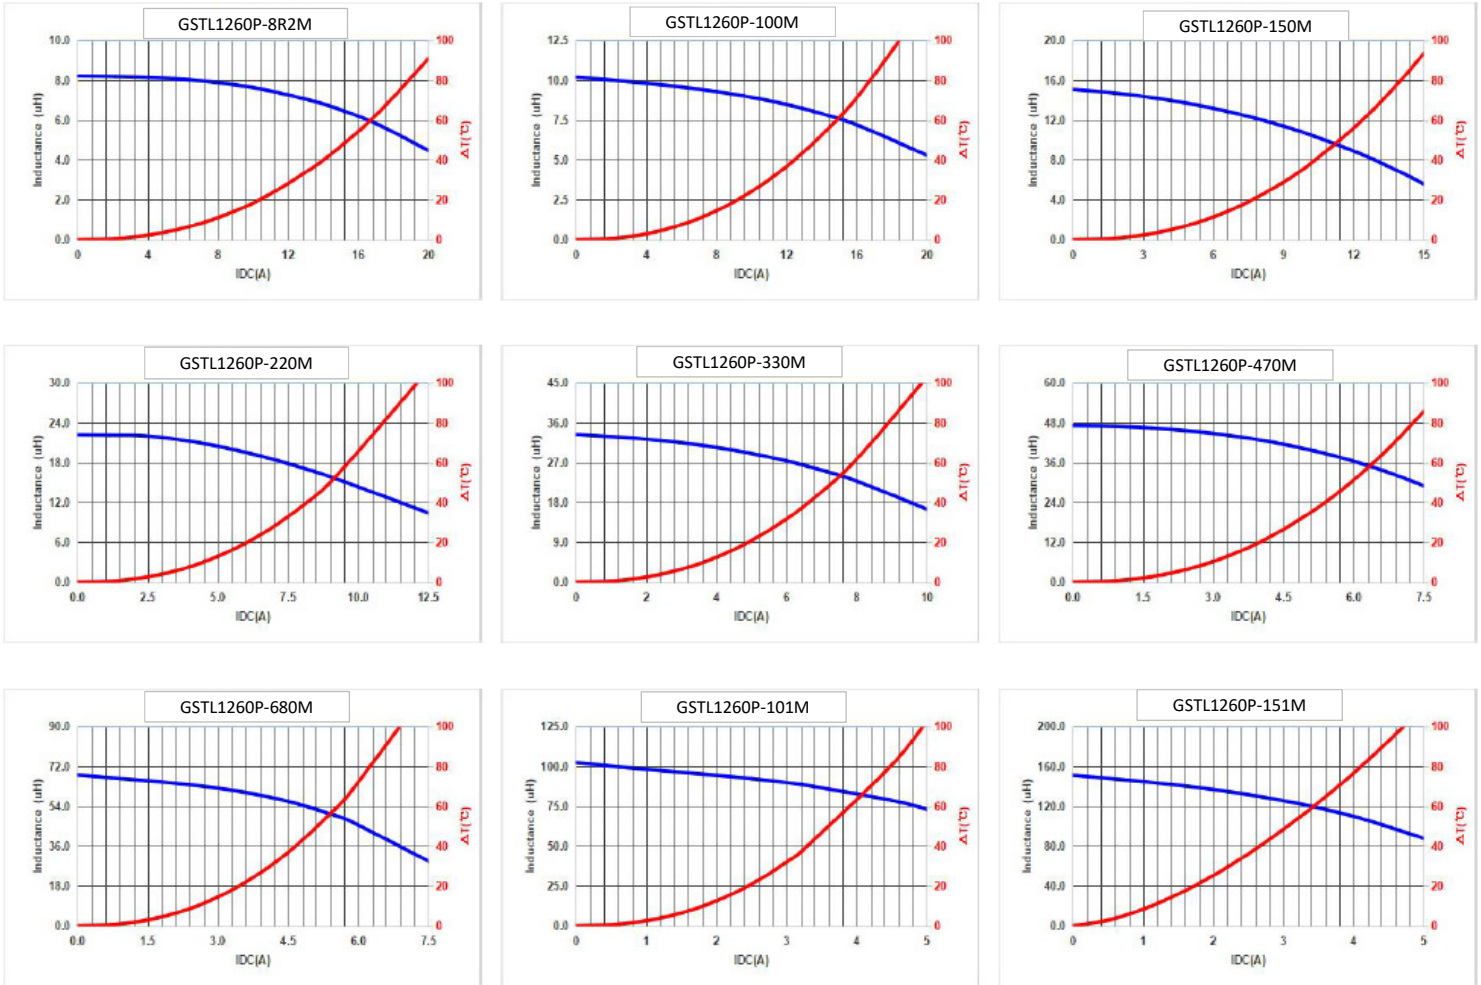 GSTL1260P-8R2M
10.0
8.0
6.0
4.0
2.0
0.0
Inductance (uH)
100
80
60
40
20
0
ΔT(℃)
0 4 8 12 16 20
IDC(A)
GSTL1260P-100M
12.5
10.0
7.5
5.0
2.5
0.0
Inductance (uH)
100
80
60
40
20
0
ΔT(℃)
0 4 8 12 16 20
IDC(A)
GSTL1260P-150M
20.0
16.0
12.0
8.0
4.0
0.0
Inductance (uH)
100
80
60
40
20
0
ΔT(℃)
0 3 6 9 12 15
IDC(A)
GSTL1260P-220M
30.0
24.0
18.0
12.0
6.0
0.0
Inductance (uH)
100
80
60
40
20
0
ΔT(℃)
0.0 2.5 5.0 7.5 10.0 12.5
IDC(A)
GSTL1260P-330M
45.0
36.0
27.0
18.0
9.0
0.0
Inductance (uH)
100
80
60
40
20
0
ΔT(℃)
0 2 4 6 8 10
IDC(A)
GSTL1260P-470M
60.0
48.0
36.0
24.0
12.0
0.0
Inductance (uH)
100
80
60
40
20
0
ΔT(℃)
0.0 1.5 3.0 4.5 6.0 7.5
IDC(A)
GSTL1260P-680M
90.0
72.0
54.0
36.0
18.0
0.0
Inductance (uH)
100
80
60
40
20
0
ΔT(℃)
0.0 1.5 3.0 4.5 6.0 7.5
IDC(A)
GSTL1260P-101M
125.0
100.0
75.0
50.0
25.0
0.0
Inductance (uH)
100
80
60
40
20
0
ΔT(℃)
0 1 2 3 4 5
IDC(A)
GSTL1260P-151M
200.0
160.0
120.0
80.0
40.0
0.0
Inductance (uH)
100
80
60
40
20
0
ΔT(℃)
0 1 2 3 4 5
IDC(A)